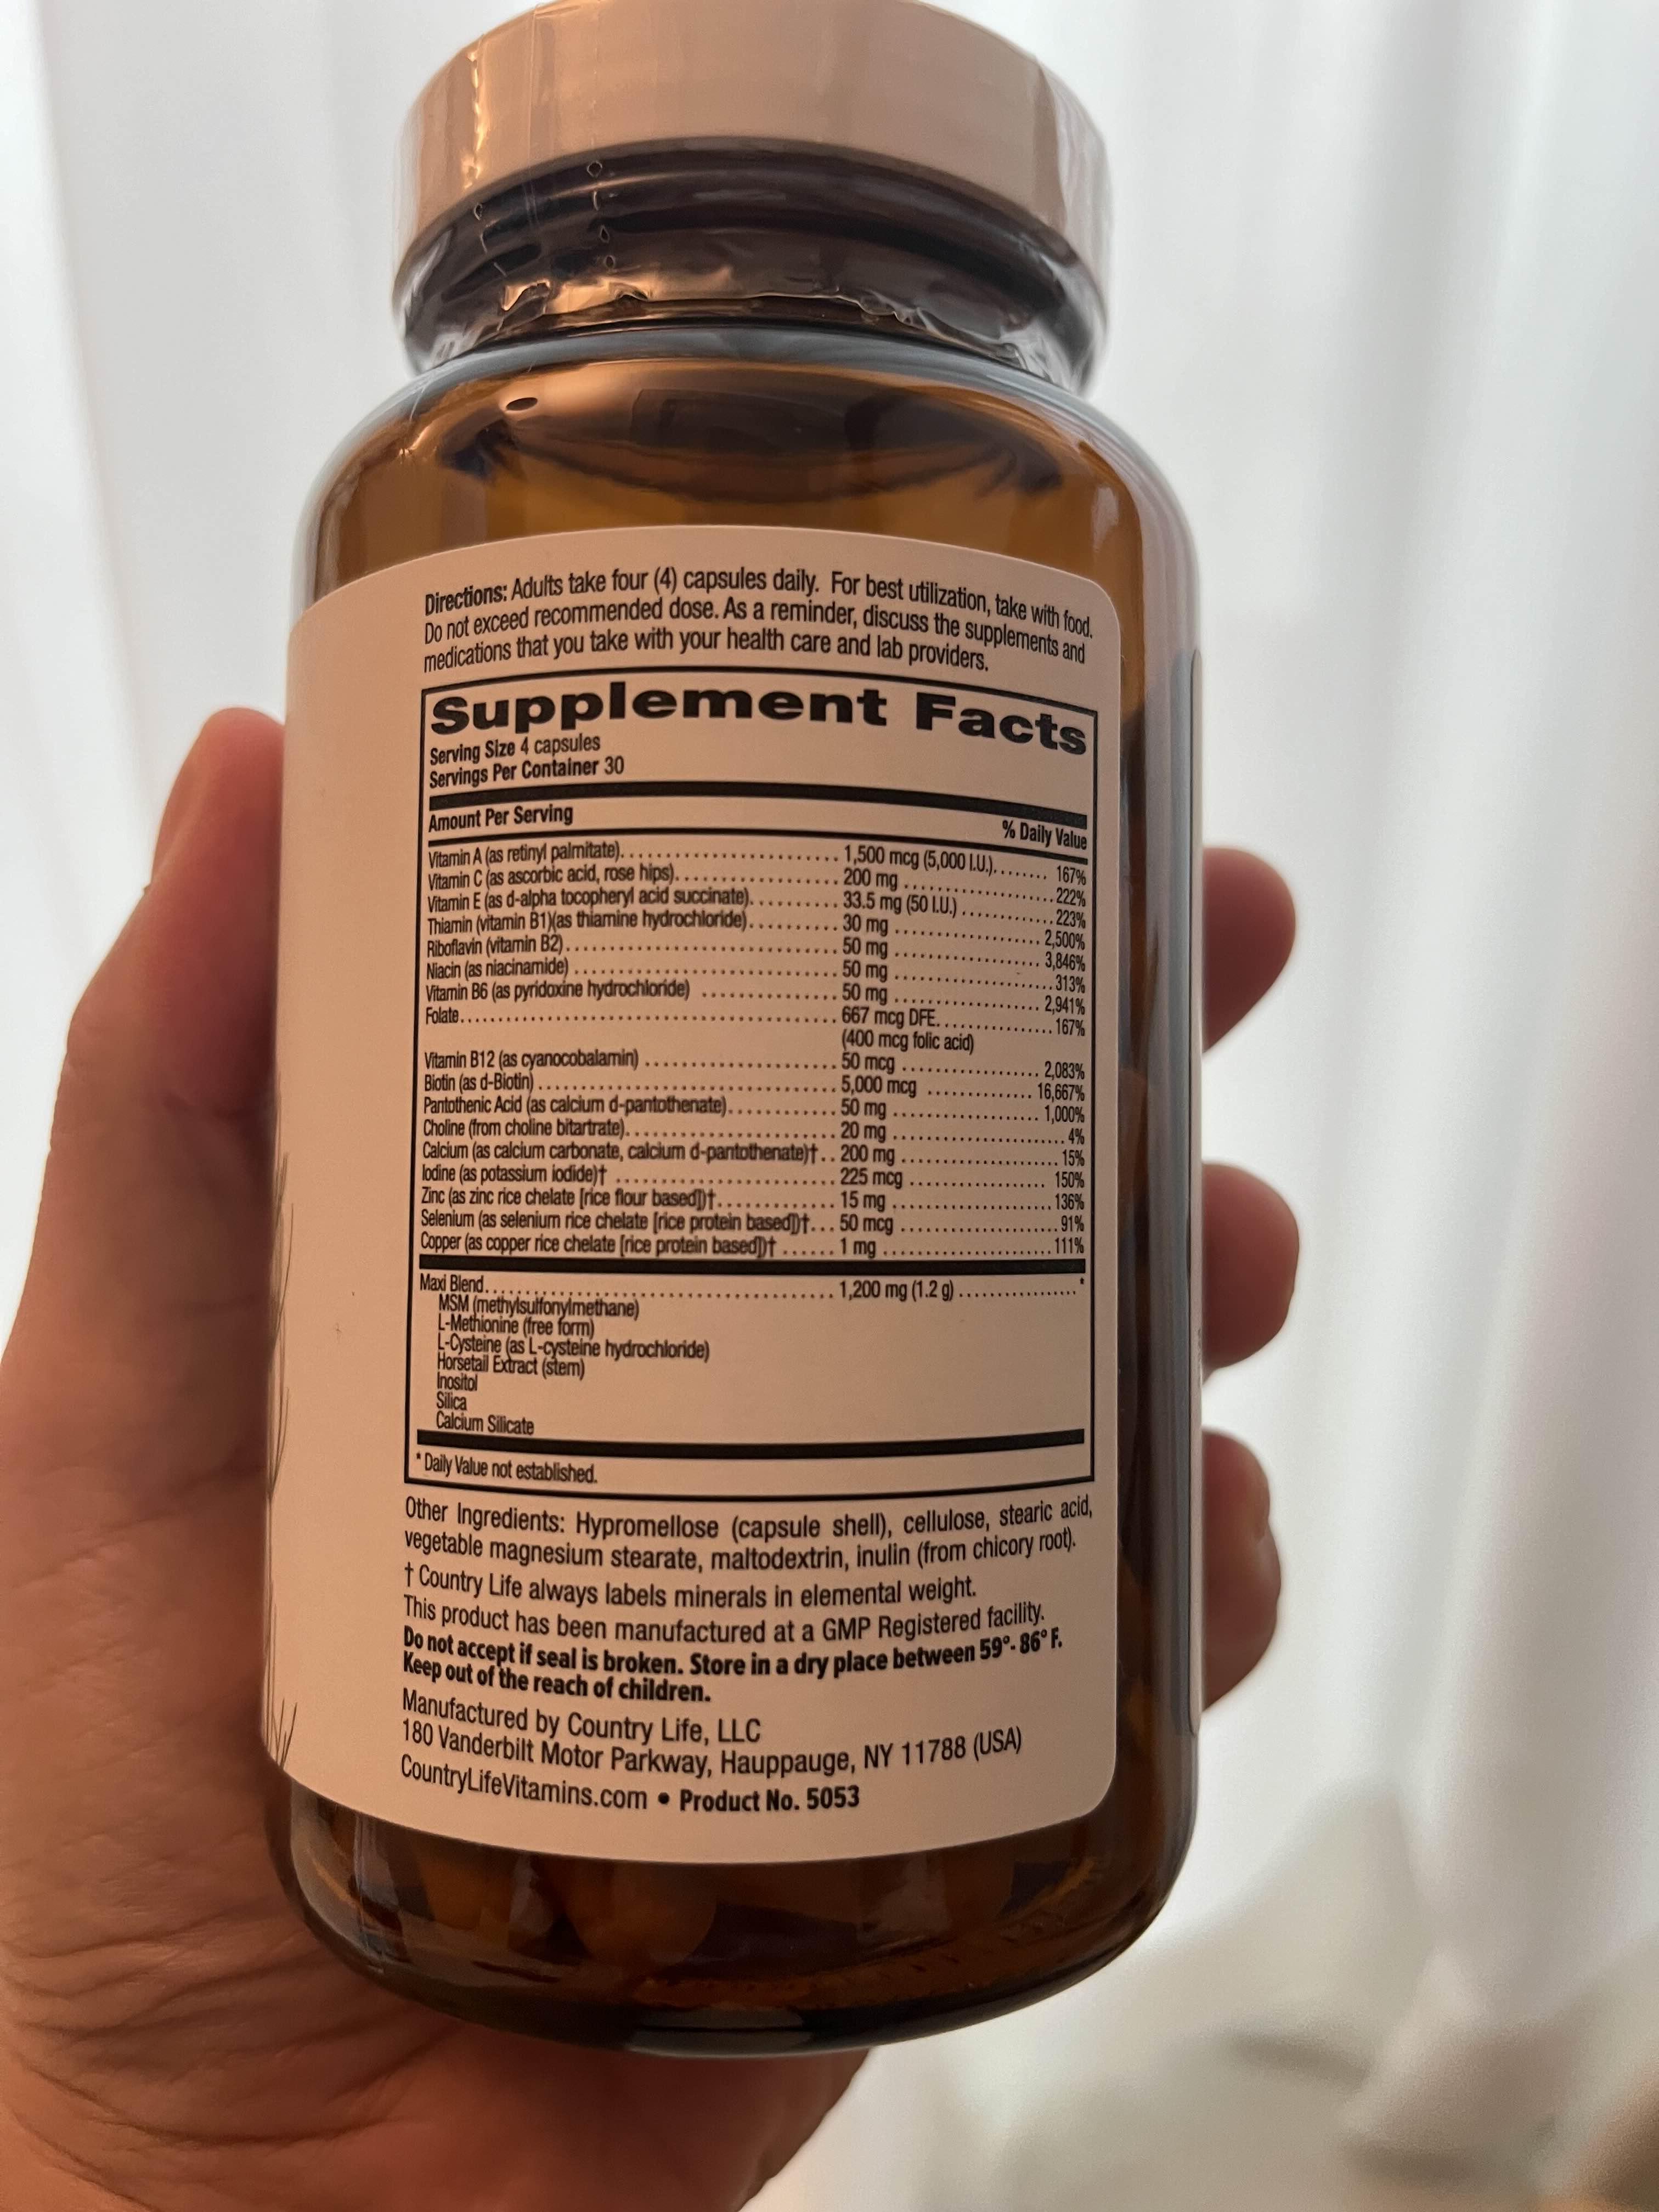 Directions: Adults take four (4) capsules daily. For best utilization, take with food.
Do not exceed recommended dose. As a reminder, discuss the supplements and
medications that you take with your health care and lab providers.
Supplement Facts
Serving Size 4 capsules
Servings Per Container 30
Amount Per Serving % Daily Value
Vitamin A (as retinyl palmitate). . . . . . . . . . . . . . . . . . . . . . . 1,500 mcg (5,000 I.U.). . . . . . . . 167%
Vitamin C (as ascorbic acid, rose hips). . . . . . . . . . . . . . . . . 200 mg . . . . . . . . . . . . . . . 222%
Vitamin E (as d-alpha tocopheryl acid succinate). . . . . . . . . . 33.5 mg (50 I.U.) . . . . . . . . . . . . 223%
Thiamin (vitamin B1)(as thiamine hydrochloride) . . . . . . . . . . 30 mg . . . . . . . . . . . . . . . 2,500%
Riboflavin (vitamin B2) . . . . . . . . . . . . . . . . . . . . . . . . . . . . 50 mg . . . . . . . . . . . . . . . 3,846%
Niacin (as niacinamide) . . . . . . . . . . . . . . . . . . . . . . . . . . . 50 mg . . . . . . . . . . . . . . . 313%
Vitamin B6 (as pyridoxine hydrochloride) . . . . . . . . . . . . . . 50 mg . . . . . . . . . . . . . . . 2,941%
Folate. . . . . . . . . . . . . . . . . . . . . . . . . . . . . . . . . . . . . . . 667 mcg DFE. . . . . . . . . . . . . . 167%
(400 mcg folic acid)
Vitamin B12 (as cyanocobalamin) . . . . . . . . . . . . . . . . . . . . 50 mcg . . . . . . . . . . . . . . 2,083%
Biotin (as d-Biotin) . . . . . . . . . . . . . . . . . . . . . . . . . . . . . . . 5,000 mcg . . . . . . . . . . . . 16,667%
Pantothenic Acid (as calcium d-pantothenate). . . . . . . . . . . . 50 mg . . . . . . . . . . . . . . . 1,000%
Choline (from choline bitartrate). . . . . . . . . . . . . . . . . . . . . . 20 mg . . . . . . . . . . . . . . . . . 4%
Calcium (as calcium carbonate, calcium d-pantothenate)† . . 200 mg . . . . . . . . . . . . . . . . 15%
Iodine (as potassium iodide)† . . . . . . . . . . . . . . . . . . . . . . . 225 mcg . . . . . . . . . . . . . . 150%
Zinc (as zinc rice chelate [rice flour based])†. . . . . . . . . . . . . 15 mg . . . . . . . . . . . . . . . . 136%
Selenium (as selenium rice chelate [rice protein based])†. . . 50 mcg . . . . . . . . . . . . . . . . 91%
Copper (as copper rice chelate [rice protein based])† . . . . . . 1 mg . . . . . . . . . . . . . . . . . 111%
Maxi Blend. . . . . . . . . . . . . . . . . . . . . . . . . . . . . . . . . . . . 1,200 mg (1.2 g) . . . . . . . . . . . . . . . . *
MSM (methylsulfonylmethane)
L-Methionine (free form)
L-Cysteine (as L-cysteine hydrochloride)
Horsetail Extract (stem)
Inositol
Silica
Calcium Silicate
* Daily Value not established.
Other Ingredients: Hypromellose (capsule shell), cellulose, stearic acid,
vegetable magnesium stearate, maltodextrin, inulin (from chicory root).
† Country Life always labels minerals in elemental weight.
This product has been manufactured at a GMP Registered facility.
Do not accept if seal is broken. Store in a dry place between 59°- 86° F.
Keep out of the reach of children.
Manufactured by Country Life, LLC
180 Vanderbilt Motor Parkway, Hauppauge, NY 11788 (USA)
CountryLifeVitamins.com • Product No. 5053